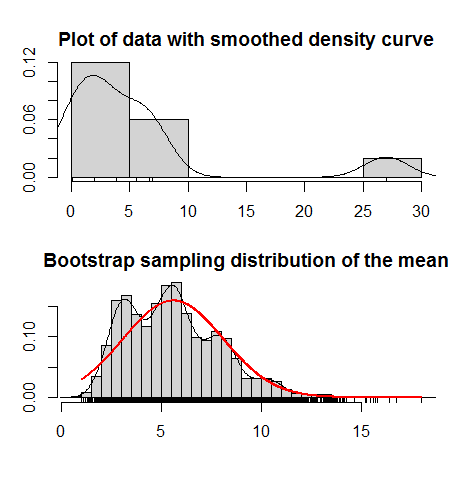 Plot of data with smoothed density curve
0.12
0.06
0.00
0 5 10 15 20 25 30
Bootstrap sampling distribution of the mean
0.10
0.00
0 5 10 15